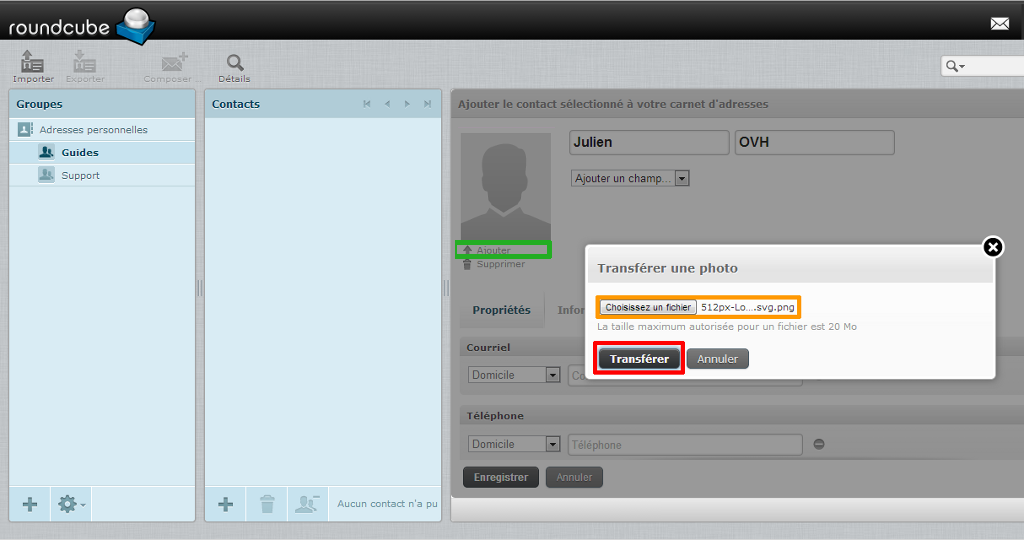 roundcube
Importer Exporter Composer ... Détails
Groupes
Adresses personnelles
Guides
Support
Contacts
Aucun contact n'a pu
Ajouter le contact sélectionné à votre carnet d'adresses
Julien OVH
Ajouter un champ...
Ajouter
Supprimer
Propriétés Infor
Courriel
Domicile Co
Téléphone
Domicile Téléphone
Enregistrer Annuler
Transférer une photo
Choisissez un fichier 512px-Lo....svg.png
La taille maximum autorisée pour un fichier est 20 Mo
Transférer Annuler